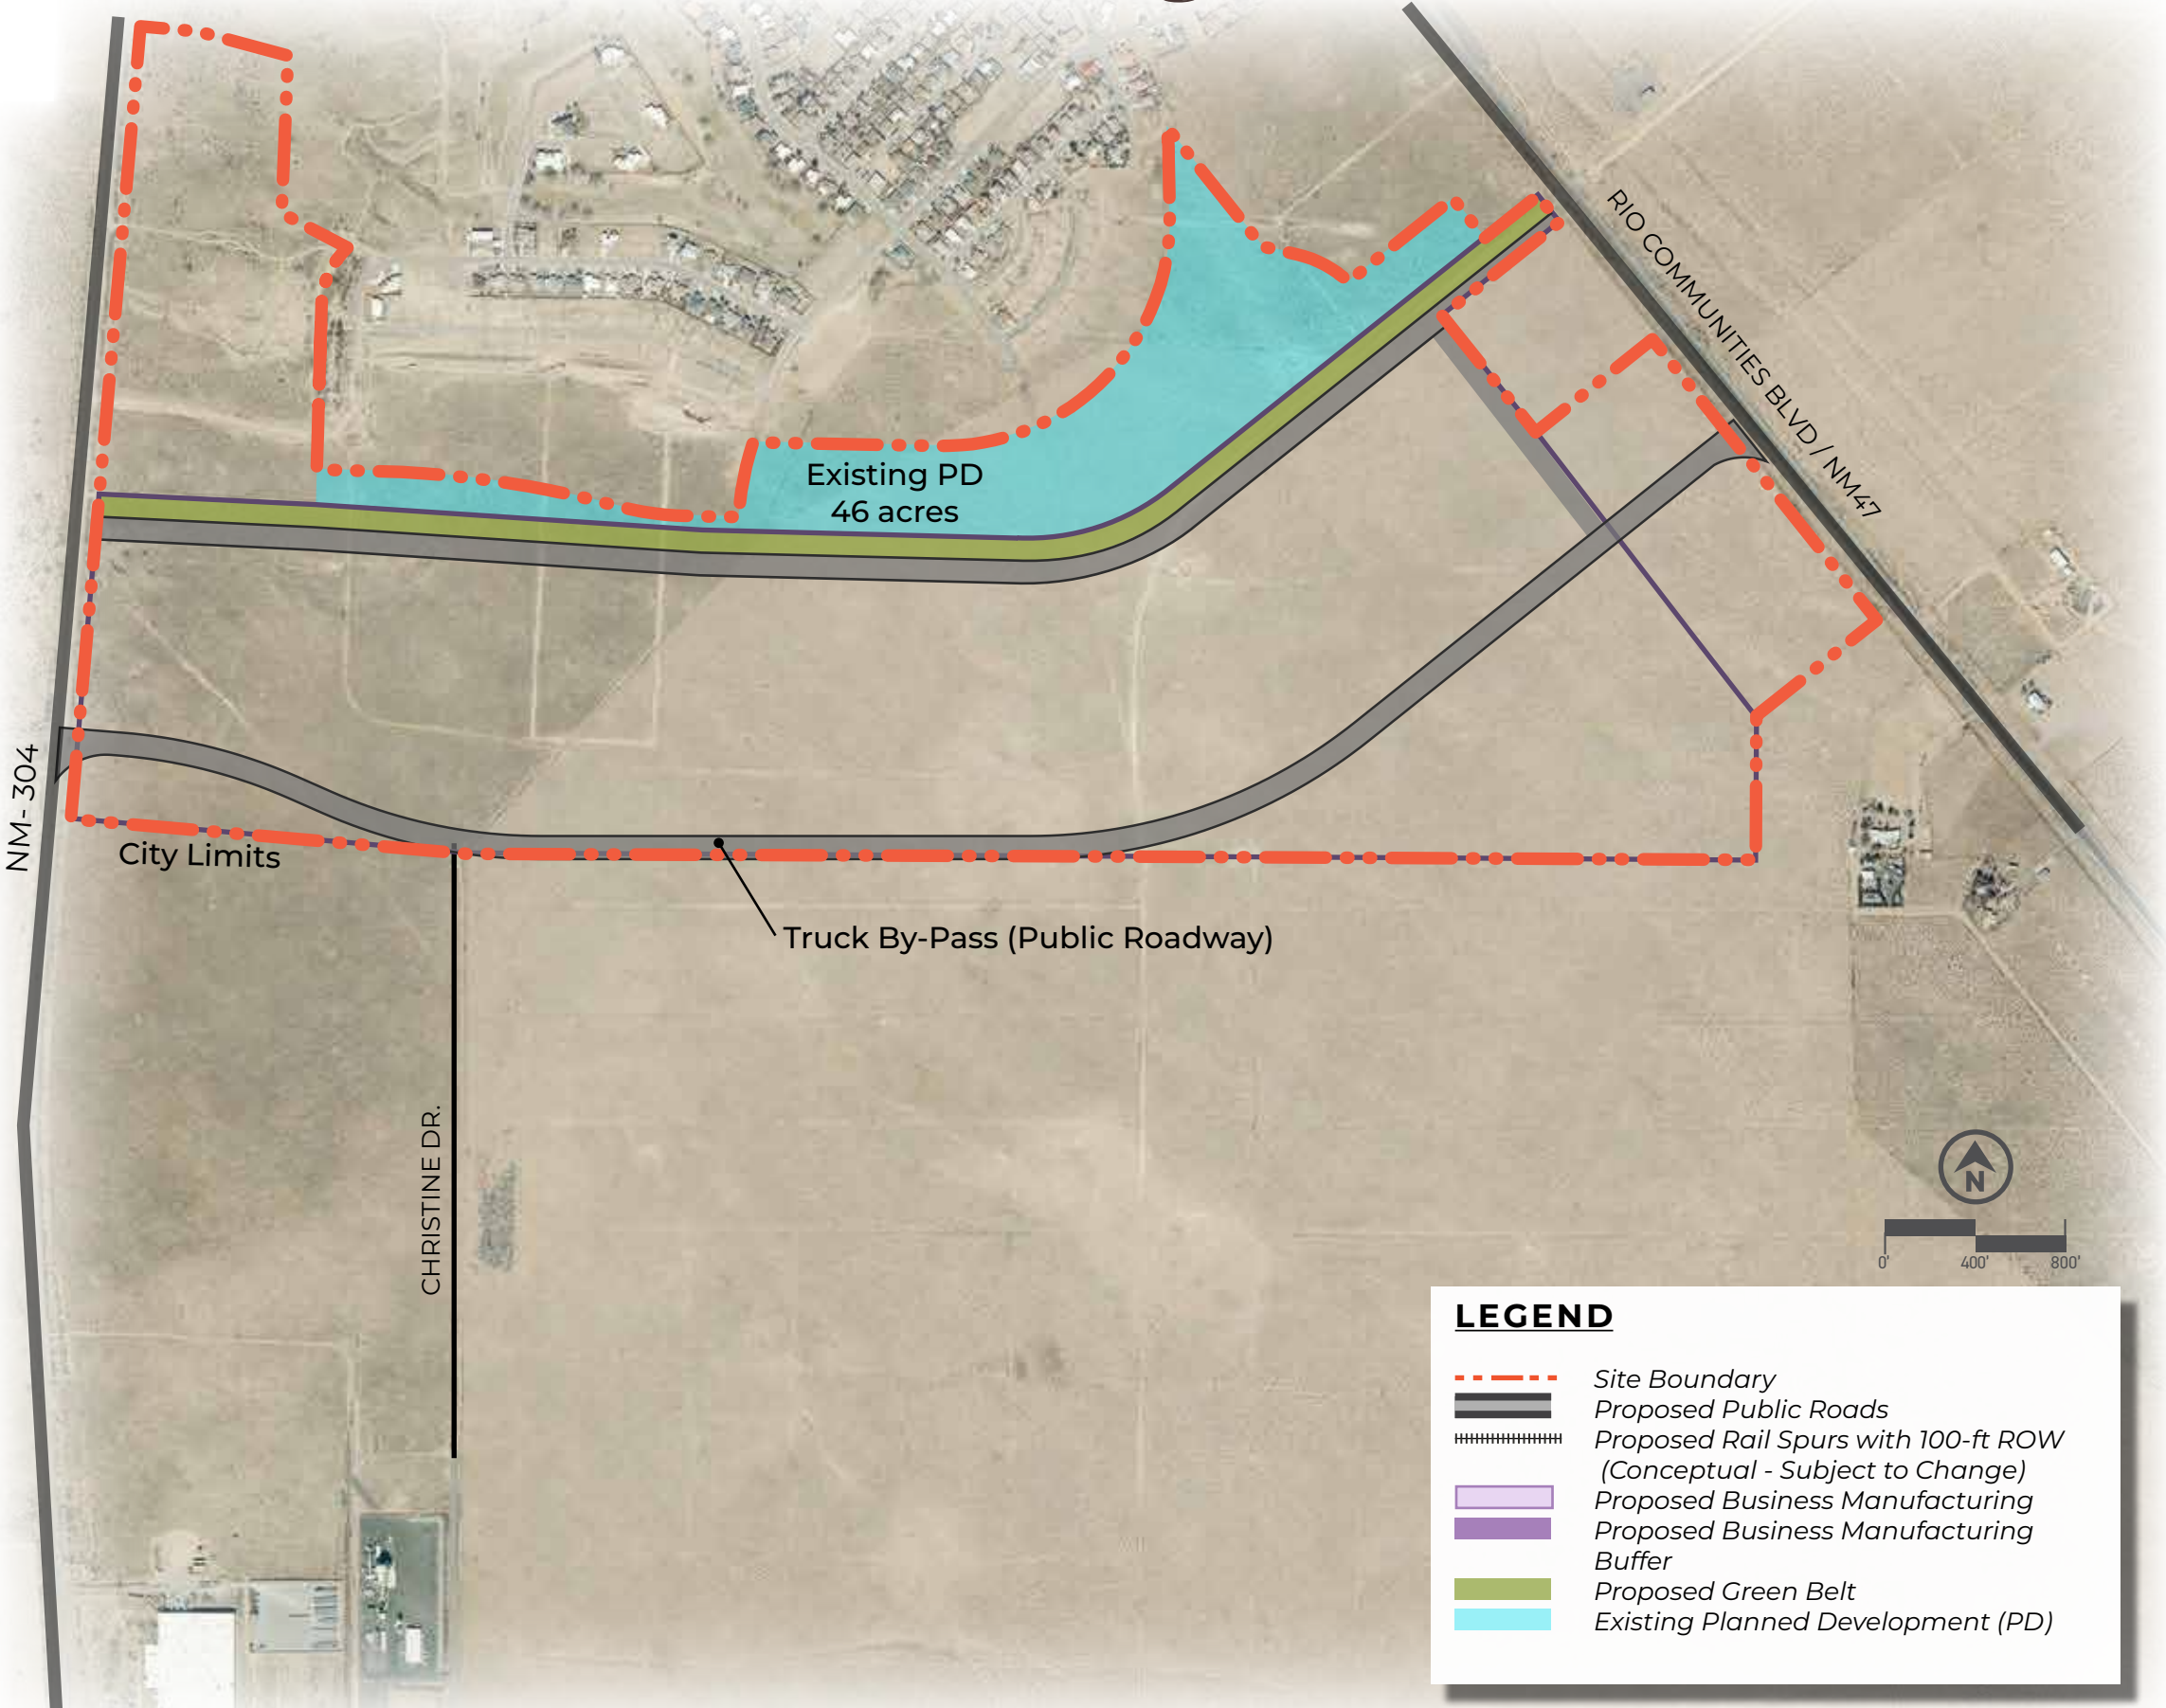 RIO COMMUNITIES BLVD / NM47
Existing PD
46 acres
NM- 304
City Limits
Truck By-Pass (Public Roadway)
CHRISTINE DR.
N
0' 400' 800'
LEGEND
Site Boundary
Proposed Public Roads
Proposed Rail Spurs with 100-ft ROW
(Conceptual - Subject to Change)
Proposed Business Manufacturing
Proposed Business Manufacturing
Buffer
Proposed Green Belt
Existing Planned Development (PD)